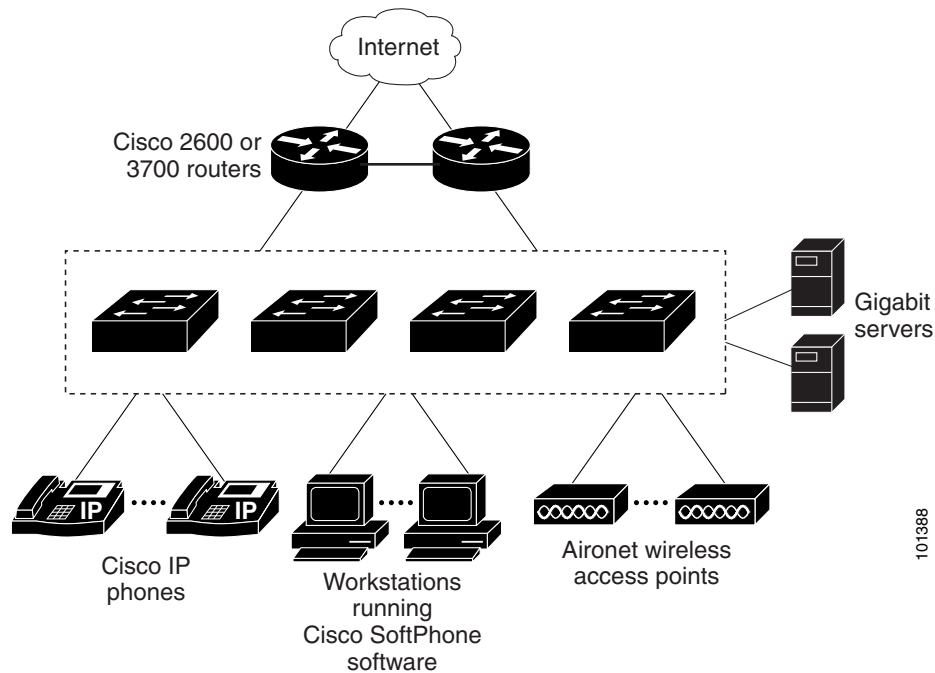 Internet
Cisco 2600 or
3700 routers
Gigabit
servers
IP
IP
Cisco IP
phones
Workstations
running
Cisco SoftPhone
software
Aironet wireless
access points
101388